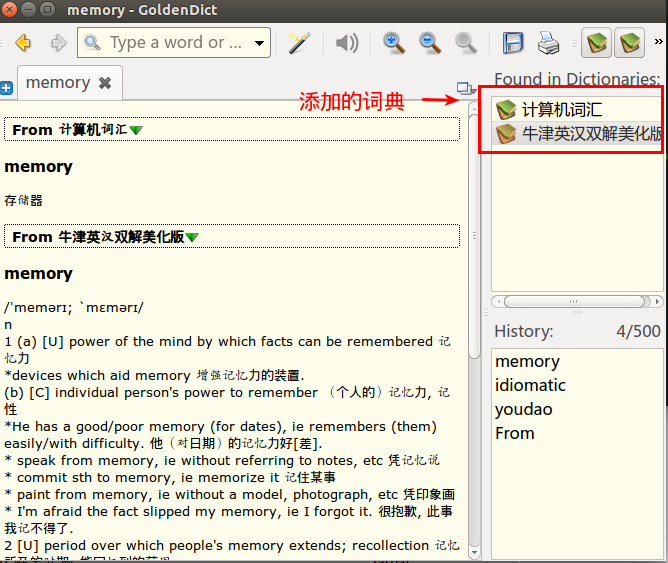 memory - GoldenDict
Type a word or ...
»
memory
Found in Dictionaries:
添加的词典
计算机词汇
牛津英汉双解美化版
From 计算机词汇
memory
存储器
From 牛津英汉双解美化版
memory
/ˈmemərɪ; ˋmɛmərɪ/
n
1 (a) [U] power of the mind by which facts can be remembered 记
忆力
*devices which aid memory 增强记忆力的装置.
(b) [C] individual person's power to remember （个人的）记忆力, 记
性
*He has a good/poor memory (for dates), ie remembers (them)
easily/with difficulty. 他（对日期）的记忆力好[差].
* speak from memory, ie without referring to notes, etc 凭记忆说
* commit sth to memory, ie memorize it 记住某事
* paint from memory, ie without a model, photograph, etc 凭印象画
* I'm afraid the fact slipped my memory, ie I forgot it. 很抱歉, 此事
我记不得了.
2 [U] period over which people's memory extends; recollection 记忆
History:
4/500
memory
idiomatic
youdao
From